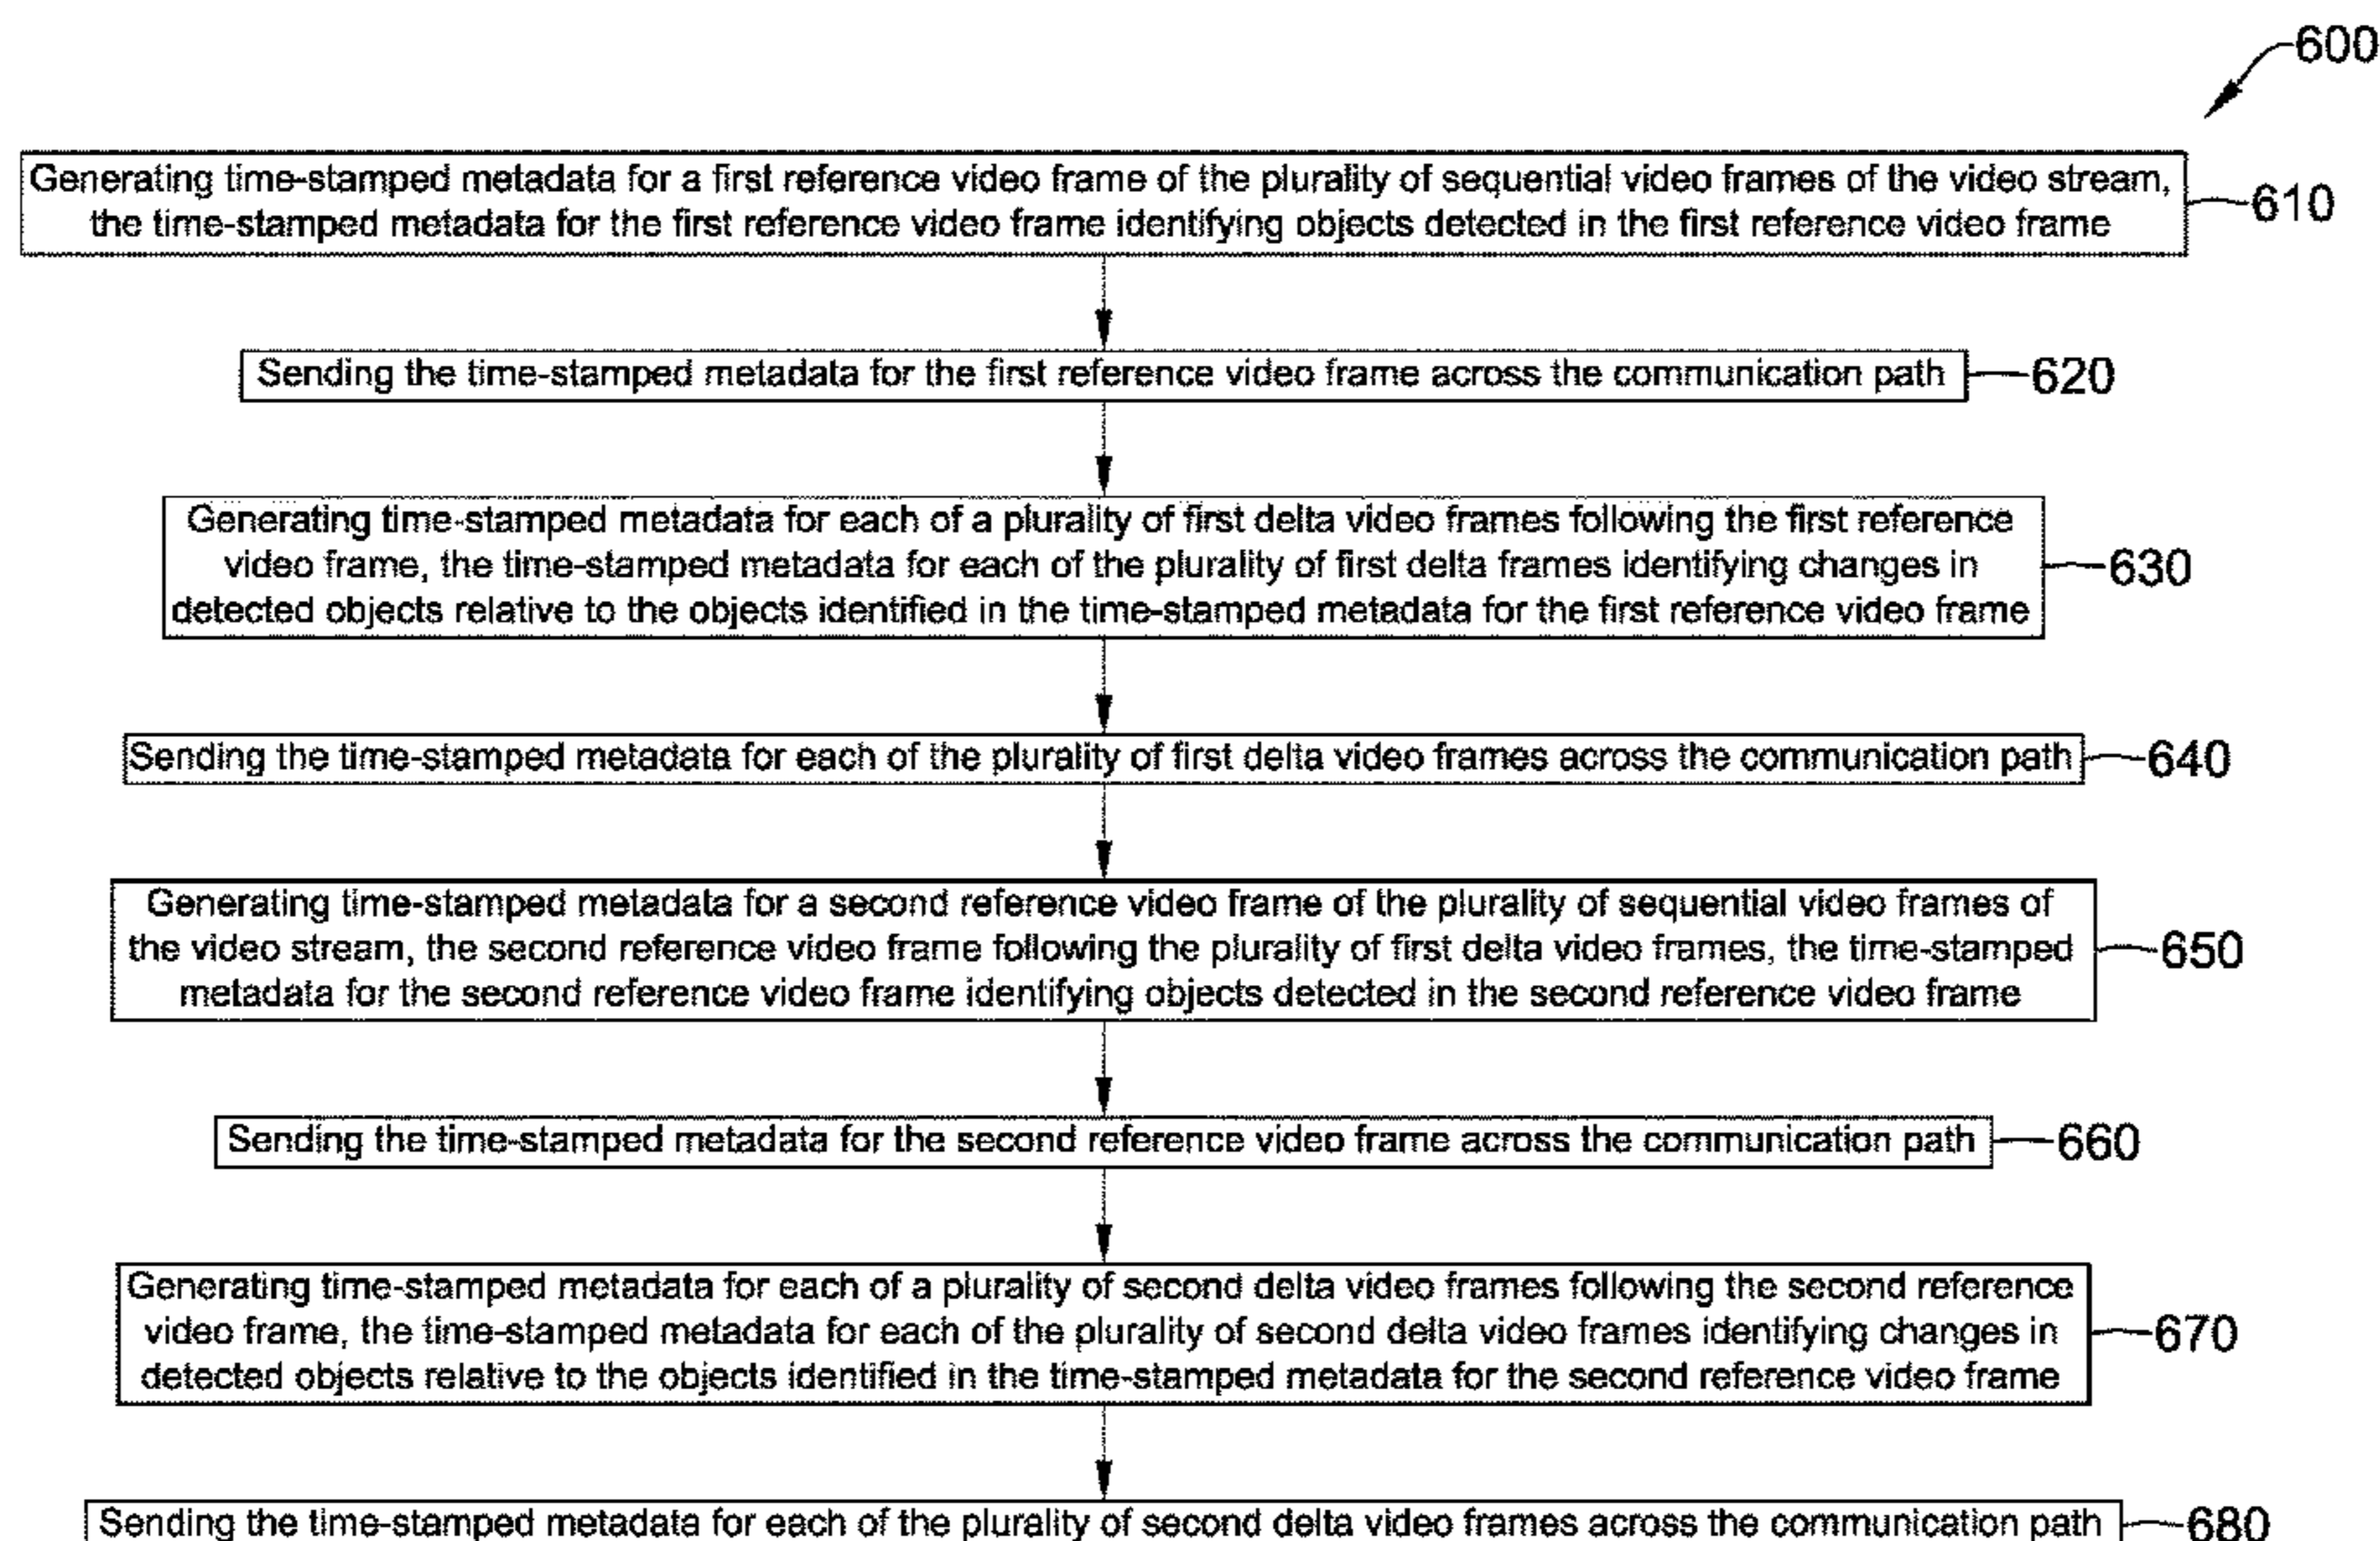 600
Generating time-stamped metadata for a first reference video frame of the plurality of sequential video frames of the video stream,
the time-stamped metadata for the first reference video frame identifying objects detected in the first reference video frame
610
Sending the time-stamped metadata for the first reference video frame across the communication path
620
Generating time-stamped metadata for each of a plurality of first delta video frames following the first reference
video frame, the time-stamped metadata for each of the plurality of first delta frames identifying changes in
detected objects relative to the objects identified in the time-stamped metadata for the first reference video frame
630
Sending the time-stamped metadata for each of the plurality of first delta video frames across the communication path
640
Generating time-stamped metadata for a second reference video frame of the plurality of sequential video frames of
the video stream, the second reference video frame following the plurality of first delta video frames, the time-stamped
metadata for the second reference video frame identifying objects detected in the second reference video frame
650
Sending the time-stamped metadata for the second reference video frame across the communication path
660
Generating time-stamped metadata for each of a plurality of second delta video frames following the second reference
video frame, the time-stamped metadata for each of the plurality of second delta video frames identifying changes in
detected objects relative to the objects identified in the time-stamped metadata for the second reference video frame
670
Sending the time-stamped metadata for each of the plurality of second delta video frames across the communication path
680